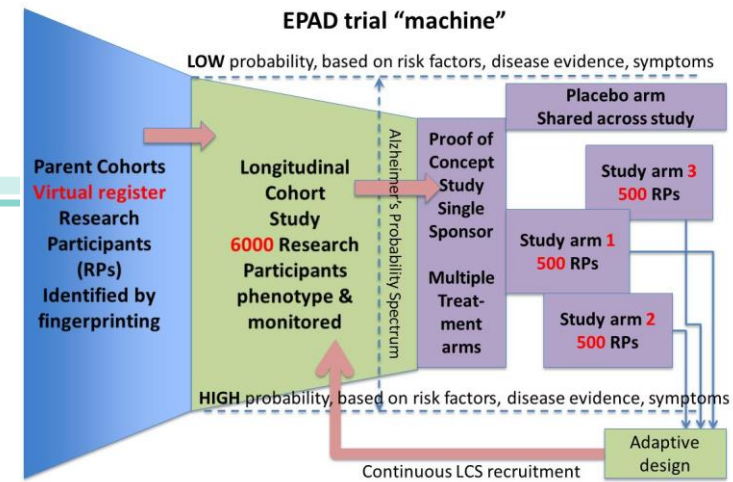 EPAD trial “machine”
LOW probability, based on risk factors, disease evidence, symptoms
Parent Cohorts
Virtual register
Research
Participants
(RPs)
Identified by
fingerprinting
Longitudinal
Cohort
Study
6000 Research
Participants
phenotype &
monitored
Alzheimer's Probability Spectrum
Proof of
Concept
Study
Single
Sponsor
Multiple
Treat-
ment
arms
Placebo arm
Shared across study
Study arm 3
500 RPs
Study arm 1
500 RPs
Study arm 2
500 RPs
HIGH probability, based on risk factors, disease evidence, symptoms
Adaptive
design
Continuous LCS recruitment